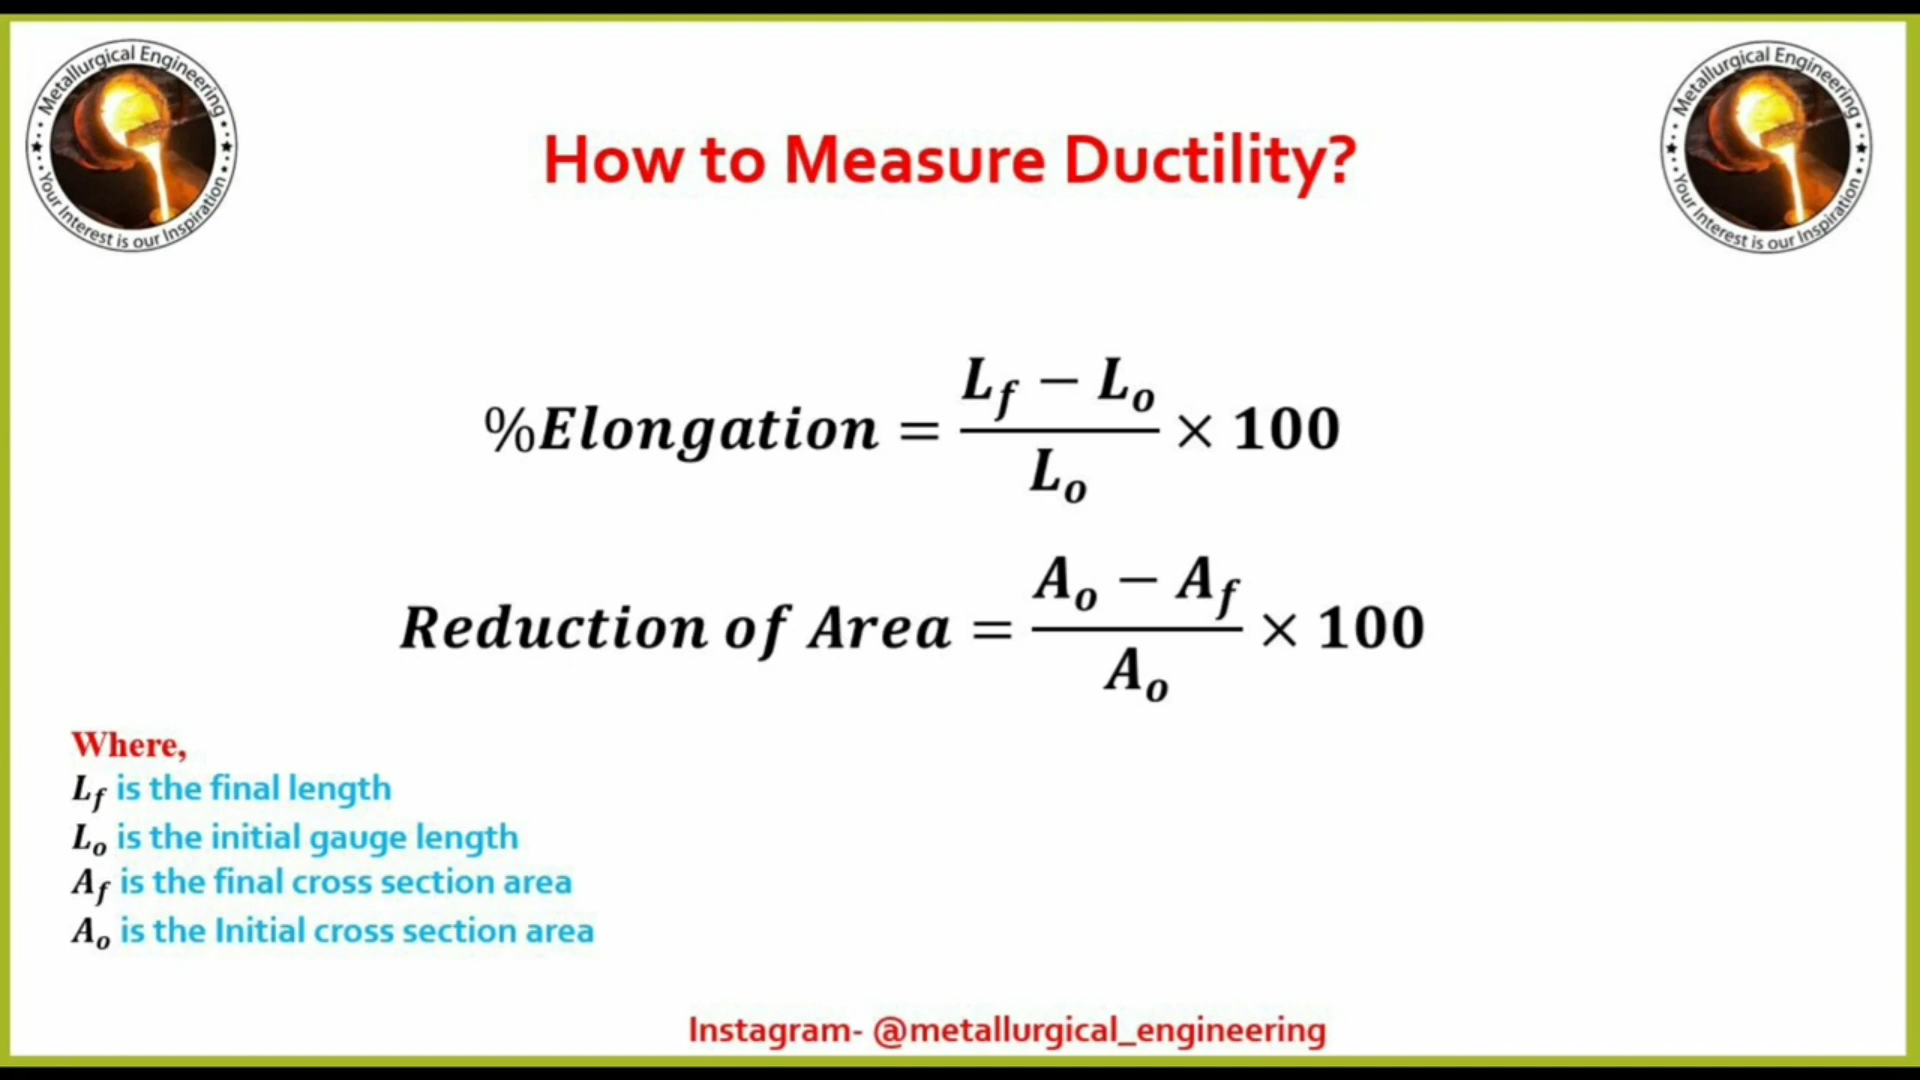 Metallurgical Engineering
Your Interest is our Inspiration
Metallurgical Engineering
Your Interest is our Inspiration
How to Measure Ductility?
%Elongation = (L_f − L_o) / L_o × 100
Reduction of Area = (A_o − A_f) / A_o × 100
Where,
L_f is the final length
L_o is the initial gauge length
A_f is the final cross section area
A_o is the Initial cross section area
Instagram- @metallurgical_engineering